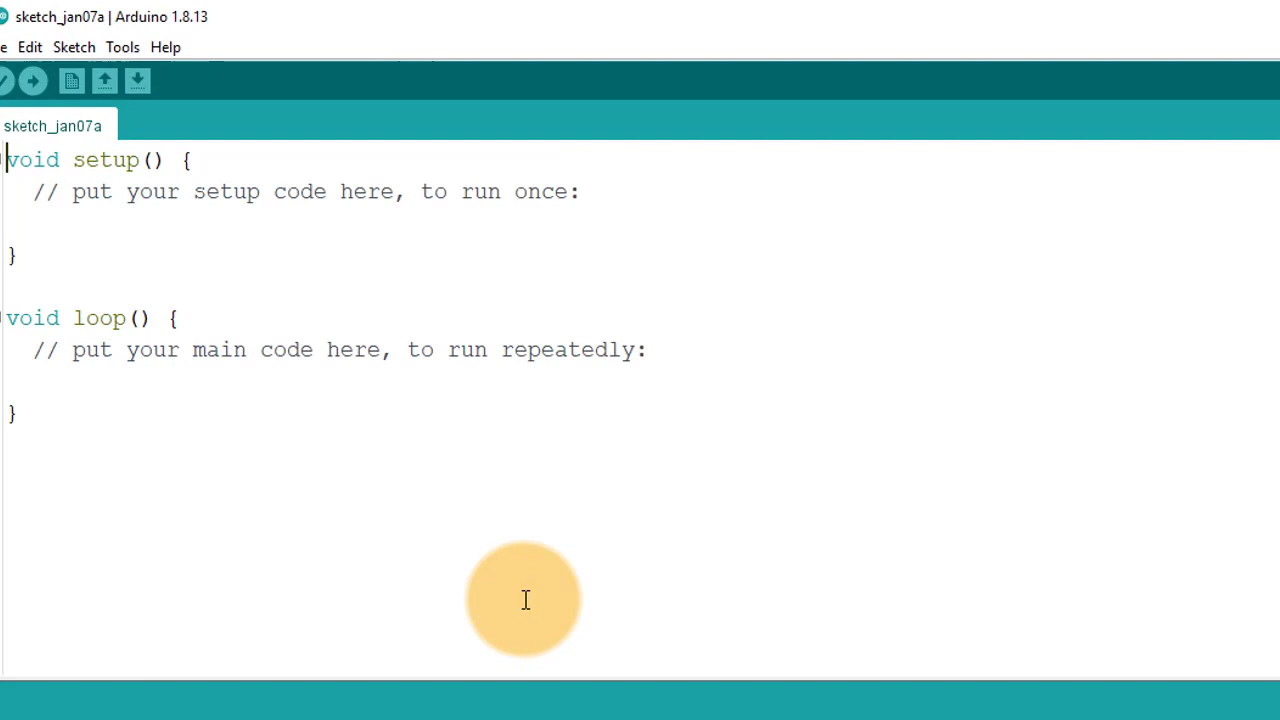 sketch_jan07a | Arduino 1.8.13
e Edit Sketch Tools Help
sketch_jan07a
void setup() {
  // put your setup code here, to run once:

}

void loop() {
  // put your main code here, to run repeatedly:

}